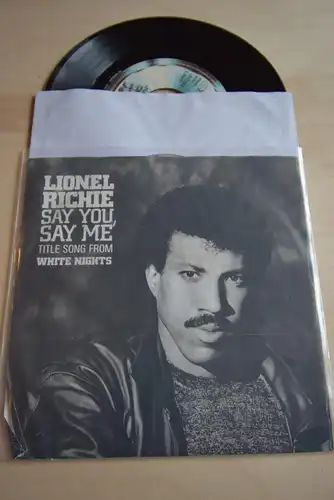 LIONEL
RICHIE
SAY YOU,
SAY ME
TITLE SONG FROM
WHITE NIGHTS